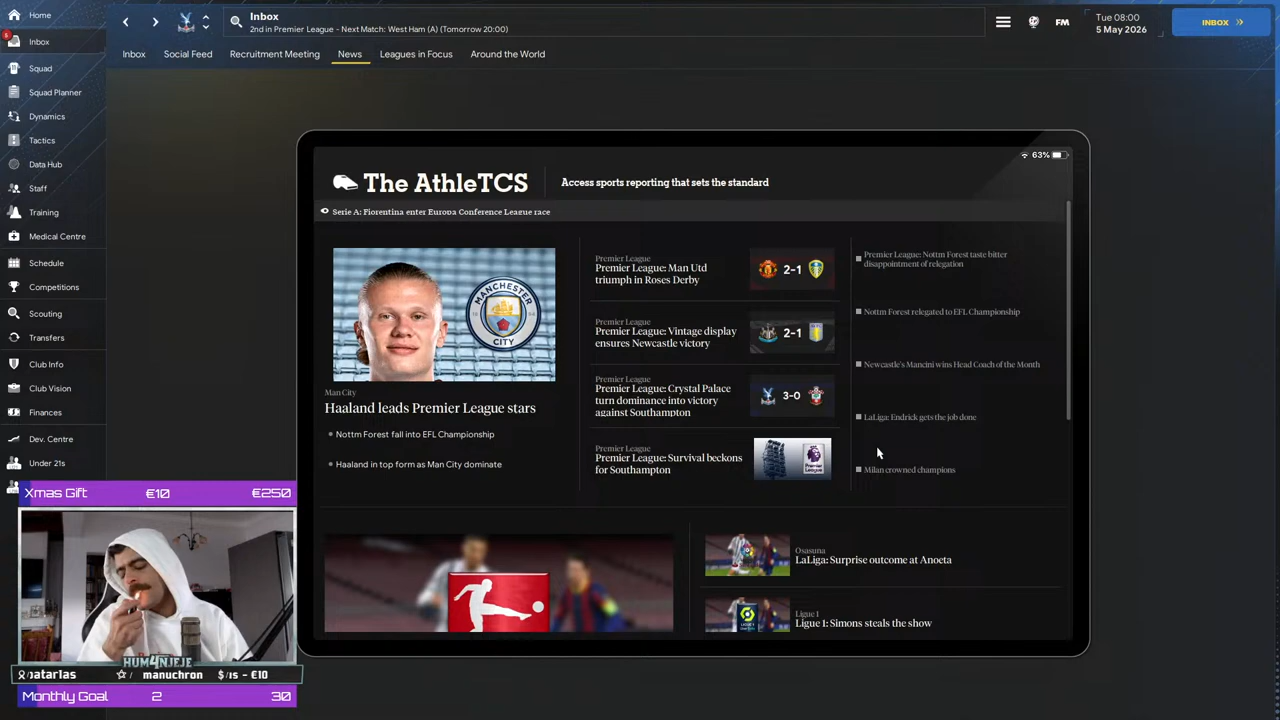 Home
Inbox
2nd in Premier League - Next Match: West Ham (A) (Tomorrow 20:00)
FM
Tue 08:00
5 May 2026
INBOX
5
Inbox
Squad
Squad Planner
Dynamics
Tactics
Data Hub
Staff
Training
Medical Centre
Schedule
Competitions
Scouting
Transfers
Club Info
Club Vision
Finances
Dev. Centre
Under 21s
Inbox
Social Feed
Recruitment Meeting
News
Leagues in Focus
Around the World
63%
The AthleTCS
Access sports reporting that sets the standard
Serie A: Fiorentina enter Europa Conference League race
MANCHESTER
CITY
Man City
Haaland leads Premier League stars
Nottm Forest fall into EFL Championship
Haaland in top form as Man City dominate
Premier League
Premier League: Man Utd
triumph in Roses Derby
2-1
Premier League
Premier League: Vintage display
ensures Newcastle victory
2-1
Premier League
Premier League: Crystal Palace
turn dominance into victory
against Southampton
3-0
Premier League
Premier League: Survival beckons
for Southampton
Premier League: Nottm Forest taste bitter
disappointment of relegation
Nottm Forest relegated to EFL Championship
Newcastle's Mancini wins Head Coach of the Month
LaLiga: Endrick gets the job done
Milan crowned champions
Osasuna
LaLiga: Surprise outcome at Anoeta
Ligue 1
Ligue 1: Simons steals the show
Xmas Gift €10 €250
HUM4NJEJE
manuchron
- €10
Monthly Goal 2 30